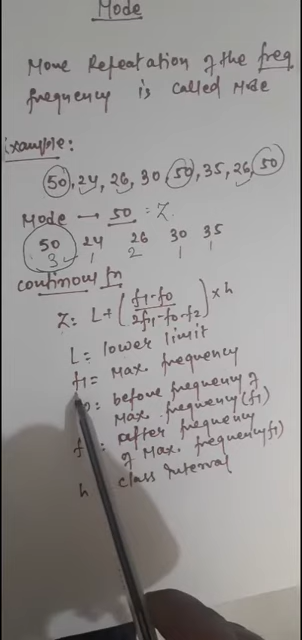 Mode
More Repeatation of the freq
frequency is called Mode
Example:
50, 24, 26, 30, 50, 35, 26, 50
Mode → 50 = Z
50 24 26 30 35
3 1 2 1 1
continous fn
Z: L+(f1-f0/2f1-f0-f2)×h
L = lower limit
f1 = Max frequency
0: before frequency of
Max. frequency (f1)
f : after frequency
of Max. frequency(f1)
h : class interval